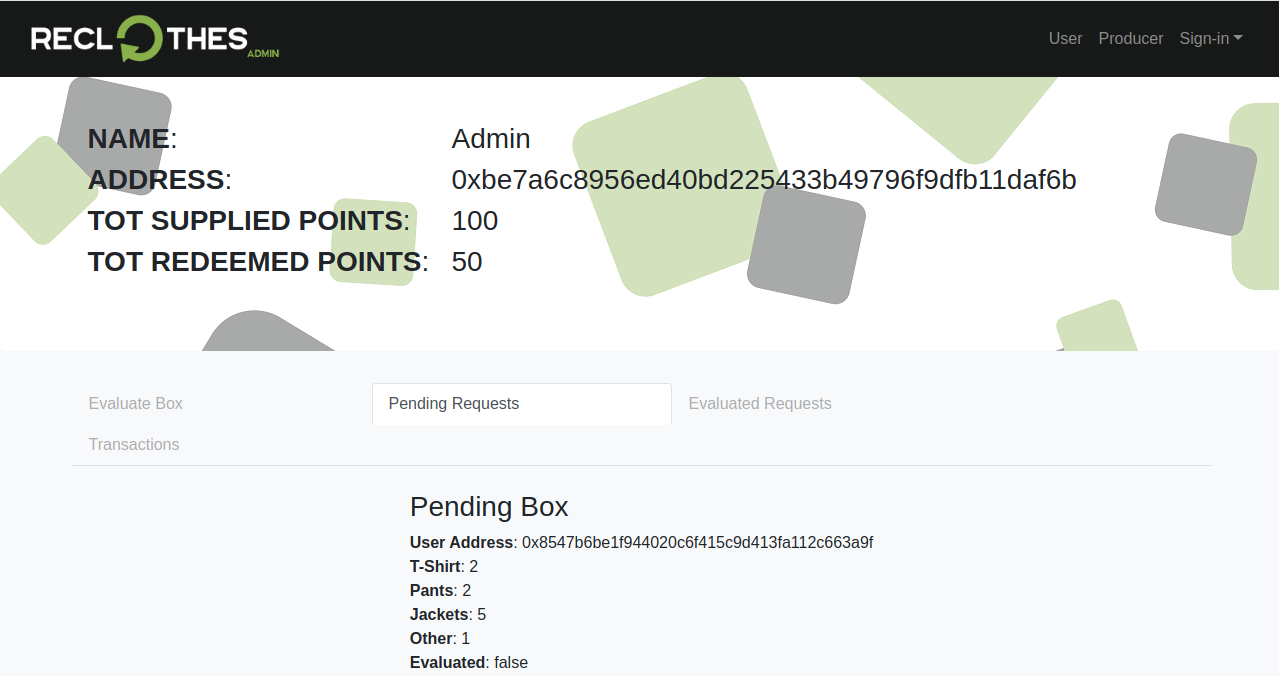 RECLOTHES ADMIN
User Producer Sign-in
NAME: Admin
ADDRESS: 0xbe7a6c8956ed40bd225433b49796f9dfb11daf6b
TOT SUPPLIED POINTS: 100
TOT REDEEMED POINTS: 50
Evaluate Box Pending Requests Evaluated Requests
Transactions
Pending Box
User Address: 0x8547b6be1f944020c6f415c9d413fa112c663a9f
T-Shirt: 2
Pants: 2
Jackets: 5
Other: 1
Evaluated: false